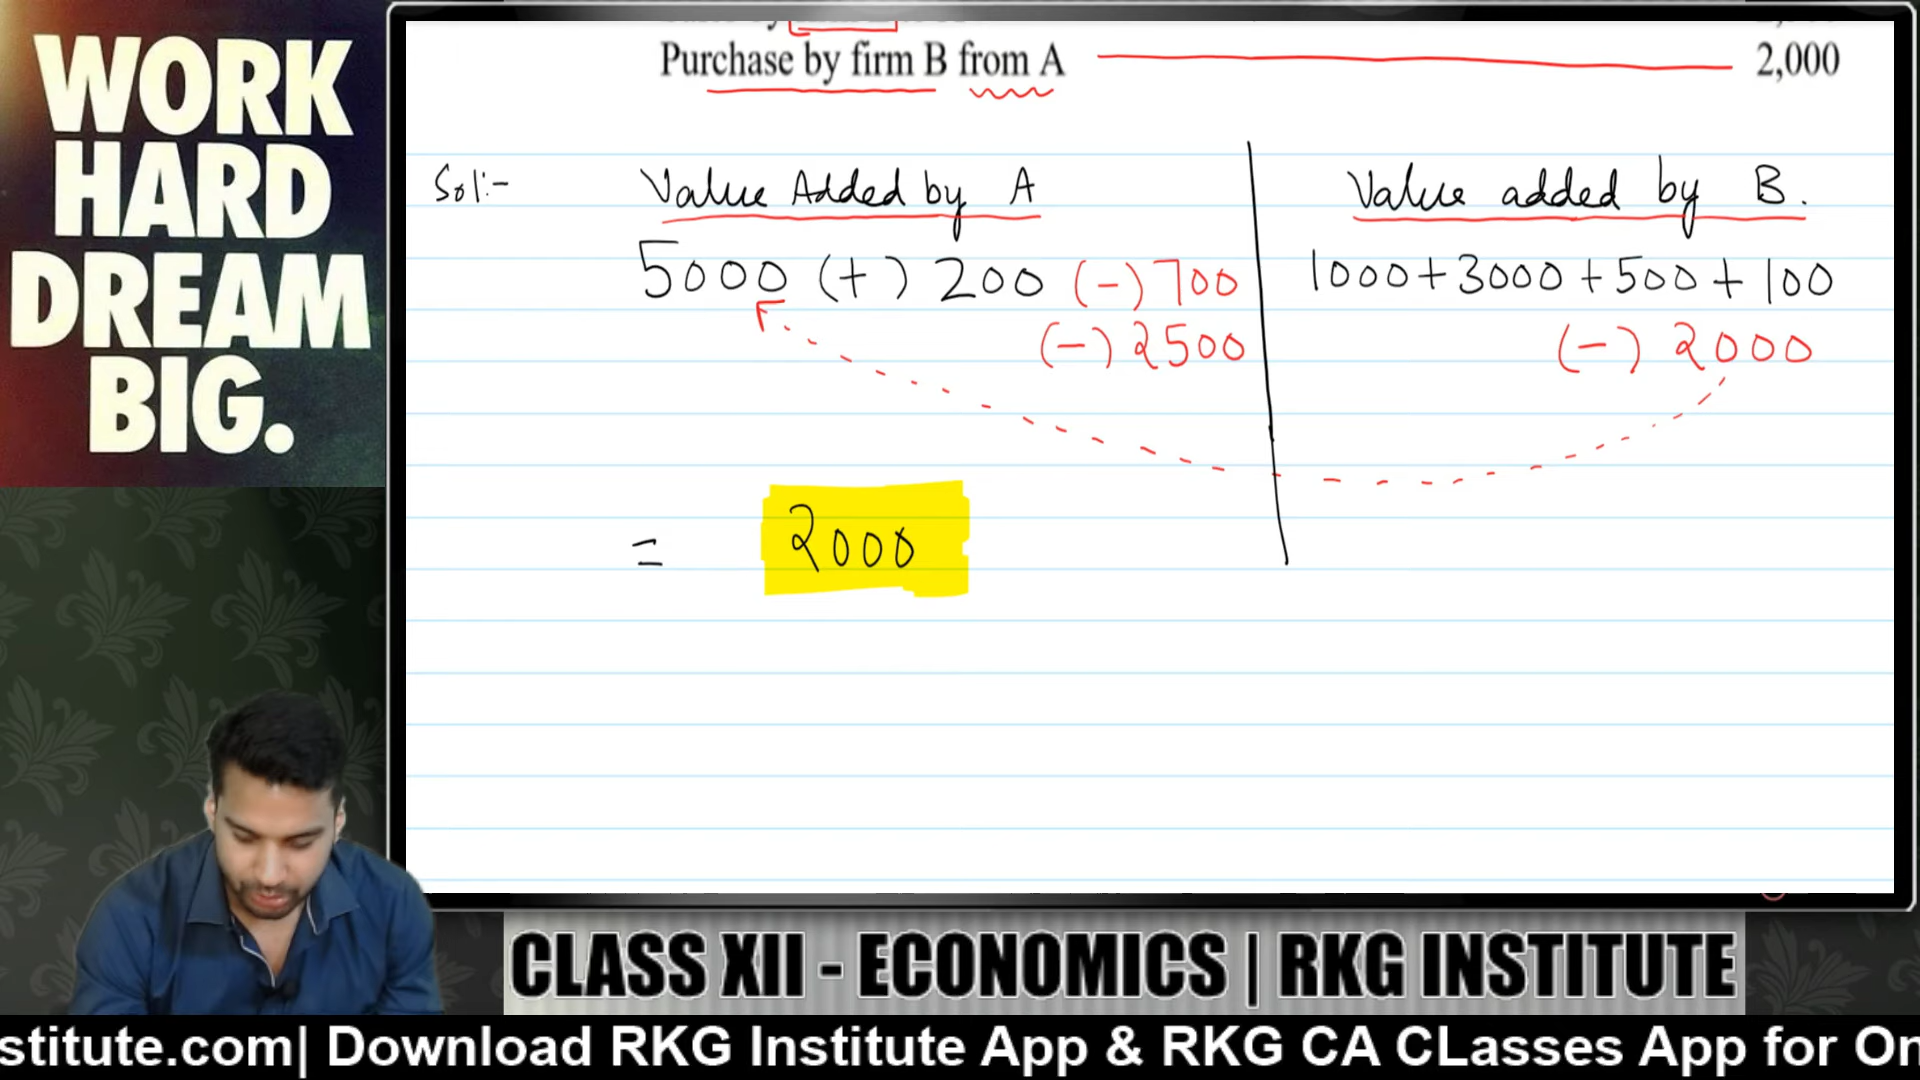 WORK
HARD
DREAM
BIG.
Purchase by firm B from A 2,000
Sol:-
Value Added by A
5000 (+) 200 (-) 700
(-) 2500
= 2000
Value added by B.
1000+3000+500+100
(-) 2000
CLASS XII - ECONOMICS | RKG INSTITUTE
stitute.com| Download RKG Institute App & RKG CA CLasses App for On